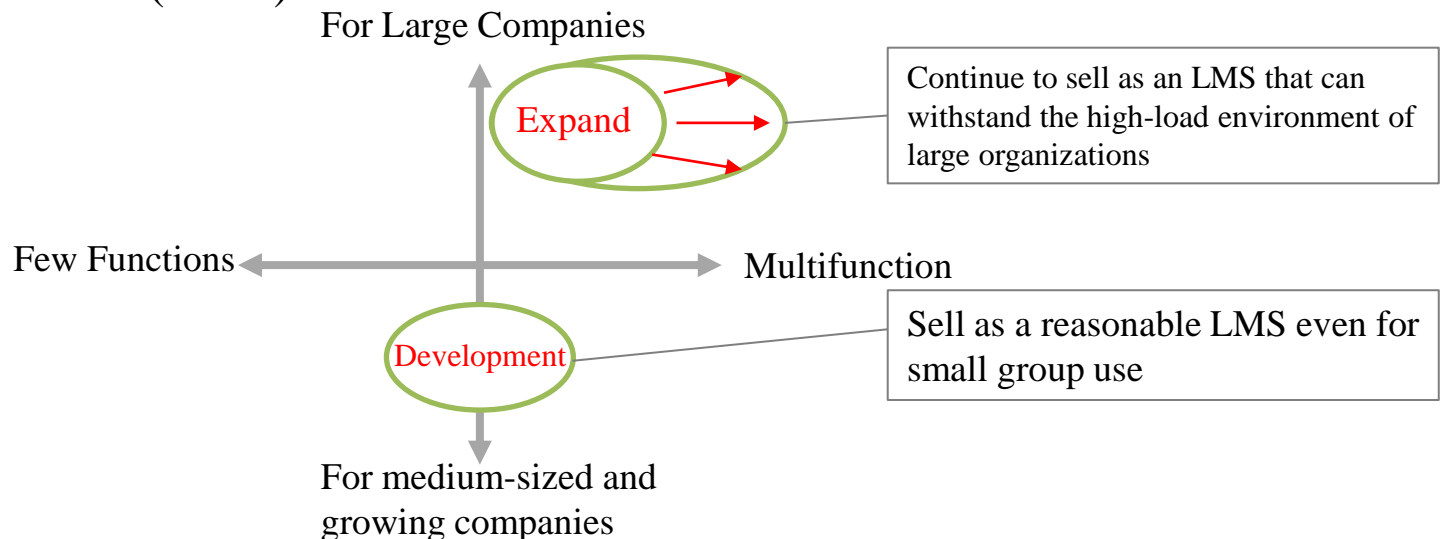 For Large Companies
Expand
Continue to sell as an LMS that can
withstand the high-load environment of
large organizations
Few Functions
Multifunction
Development
Sell as a reasonable LMS even for
small group use
For medium-sized and
growing companies